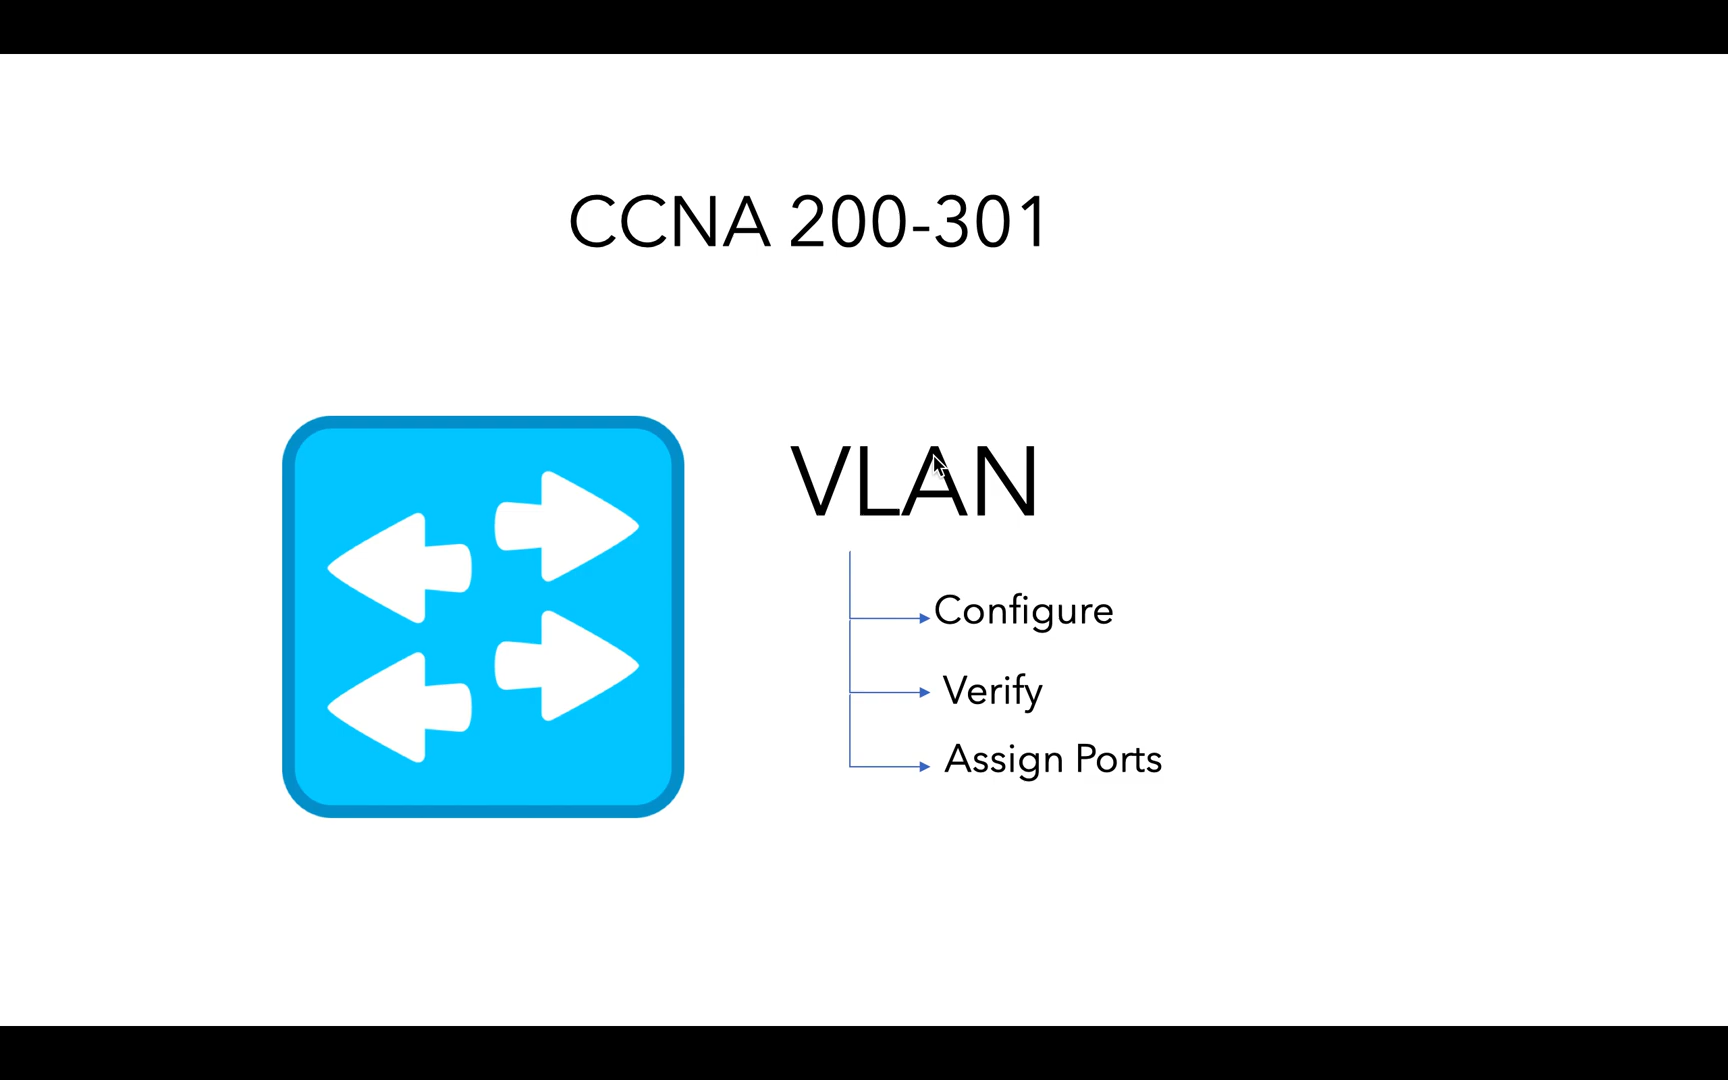 CCNA 200-301
VLAN
Configure
Verify
Assign Ports